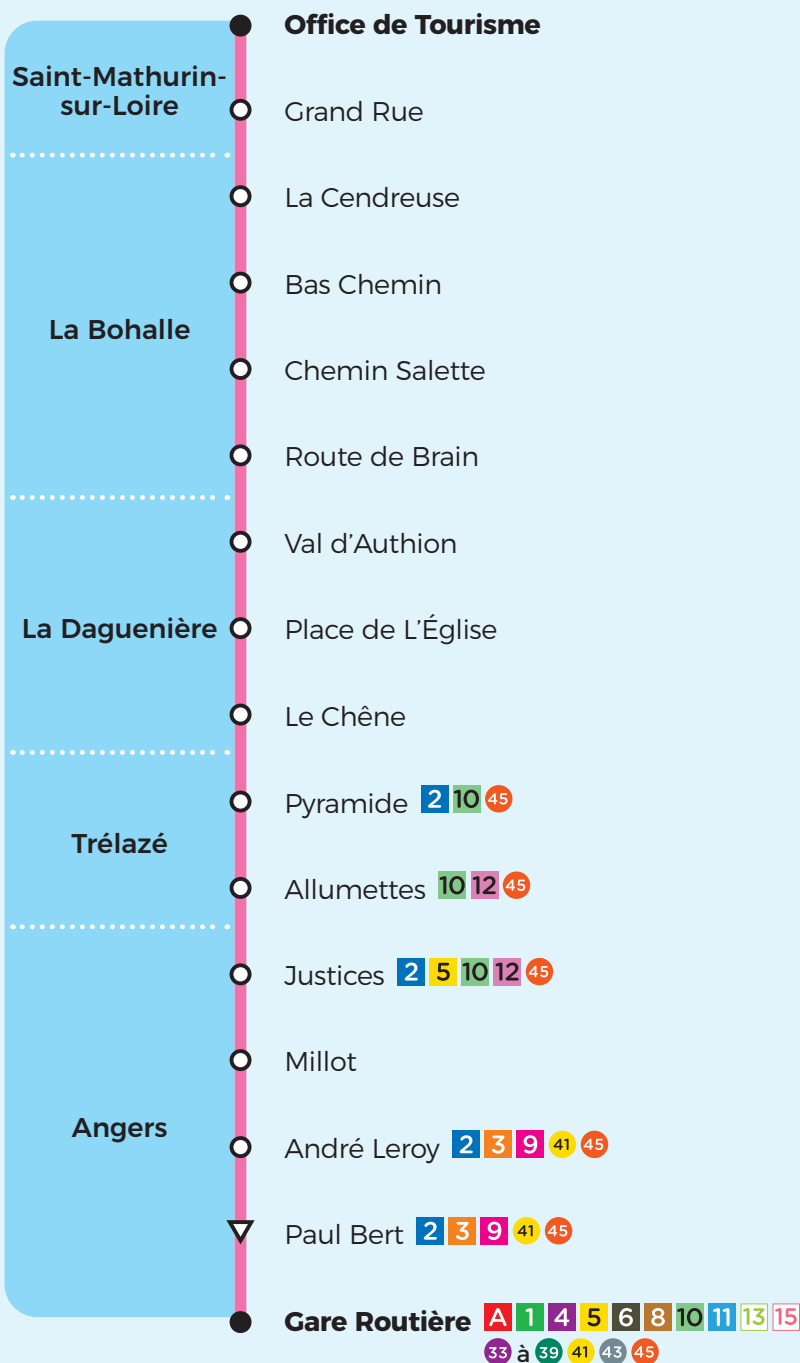 Office de Tourisme
Saint-Mathurin-
sur-Loire
Grand Rue
La Cendreuse
Bas Chemin
La Bohalle
Chemin Salette
Route de Brain
Val d’Authion
La Daguenière
Place de L’Église
Le Chêne
Pyramide 2 10 45
Trélazé
Allumettes 10 12 45
Justices 2 5 10 12 45
Millot
Angers
André Leroy 2 3 9 41 45
Paul Bert 2 3 9 41 45
Gare Routière A 1 4 5 6 8 10 11 13 15
33 à 39 41 43 45